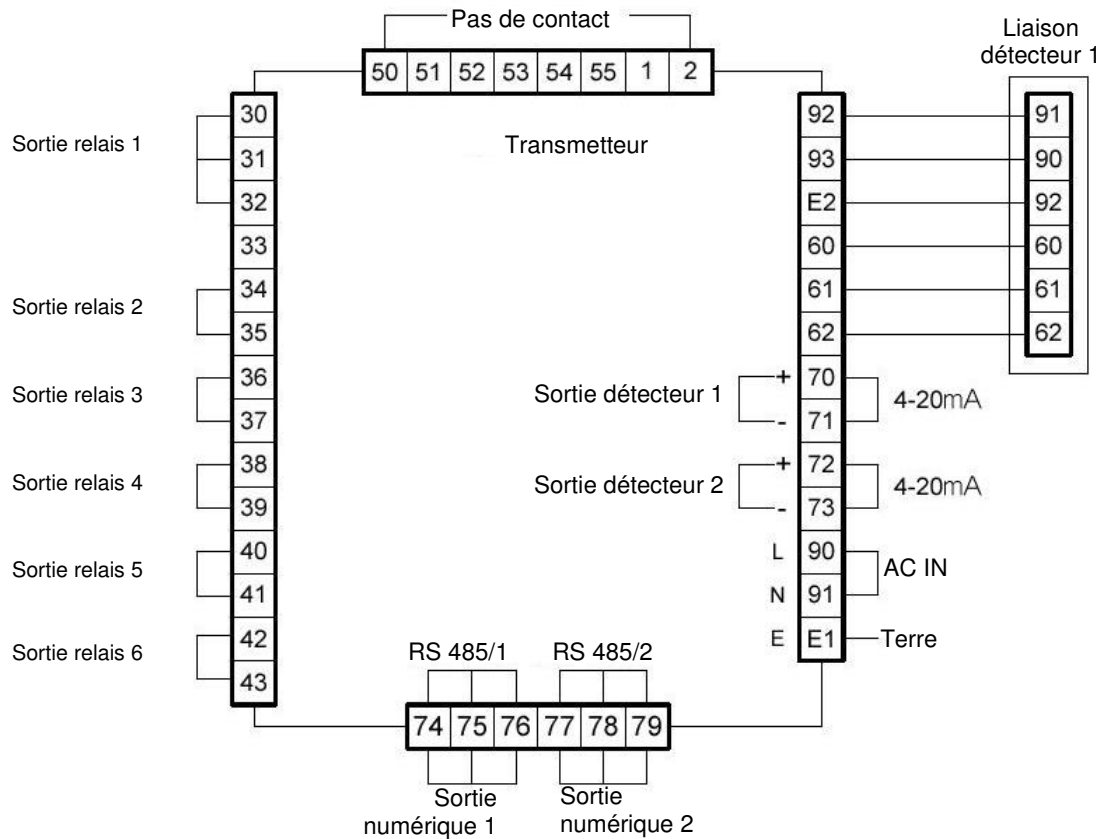 Pas de contact
Liaison
détecteur 1
50 51 52 53 54 55 1 2
Transmetteur
Sortie relais 1
30
31
32
33
Sortie relais 2
34
35
Sortie relais 3
36
37
Sortie relais 4
38
39
Sortie relais 5
40
41
Sortie relais 6
42
43
92
93
E2
60
61
62
91
90
92
60
61
62
Sortie détecteur 1
+ 70
- 71
4-20mA
Sortie détecteur 2
+ 72
- 73
4-20mA
L 90
N 91
AC IN
E E1 Terre
RS 485/1 RS 485/2
74 75 76 77 78 79
Sortie
numérique 1
Sortie
numérique 2